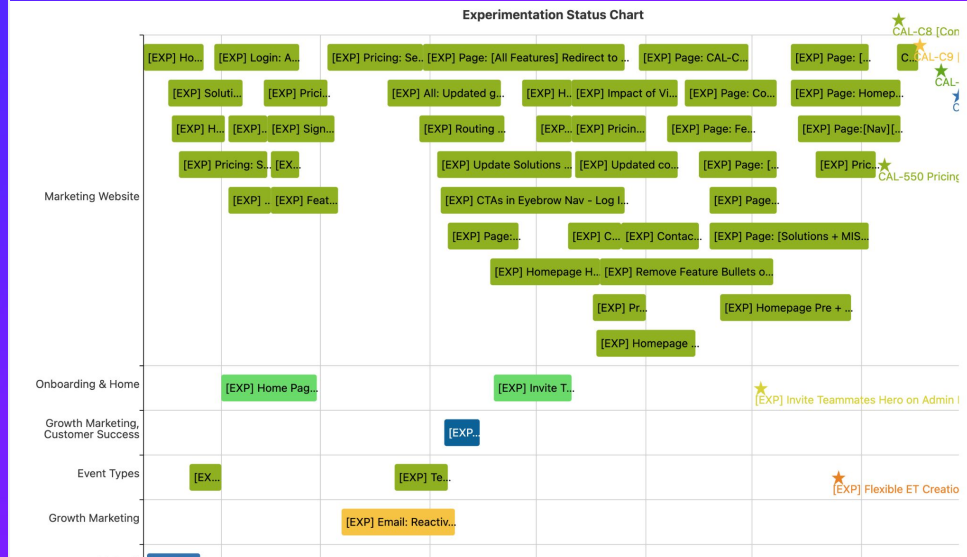 Experimentation Status Chart
CAL-C8 [Con
[EXP] Ho...
[EXP] Login: A...
[EXP] Pricing: Se..
[EXP] Page: [All Features] Redirect to ...
[EXP] Page: CAL-C...
[EXP] Page: [...
C...
CAL-C9 [
CAL-
C
[EXP] Soluti...
[EXP] Prici...
[EXP] All: Updated g...
[EXP] H..
[EXP] Impact of Vi...
[EXP] Page: Co...
[EXP] Page: Homep...
[EXP] H...
[EXP]..
[EXP] Sign...
[EXP] Routing ...
[EXP...
[EXP] Pricin...
[EXP] Page: Fe...
[EXP] Page:[Nav][...
[EXP] Pricing: S...
[EX...
[EXP] Update Solutions ...
[EXP] Updated co...
[EXP] Page: [...
[EXP] Pric...
CAL-550 Pricing
Marketing Website
[EXP] ..
[EXP] Feat...
[EXP] CTAs in Eyebrow Nav - Log I...
[EXP] Page...
[EXP] Page:...
[EXP] C...
[EXP] Contac...
[EXP] Page: [Solutions + MIS...
[EXP] Homepage H..
[EXP] Remove Feature Bullets o...
[EXP] Pr...
[EXP] Homepage Pre + ...
[EXP] Homepage ...
Onboarding & Home
[EXP] Home Pag...
[EXP] Invite T...
[EXP] Invite Teammates Hero on Admin
Growth Marketing,
Customer Success
[EXP...
Event Types
[EX...
[EXP] Te...
[EXP] Flexible ET Creatio
Growth Marketing
[EXP] Email: Reactiv...